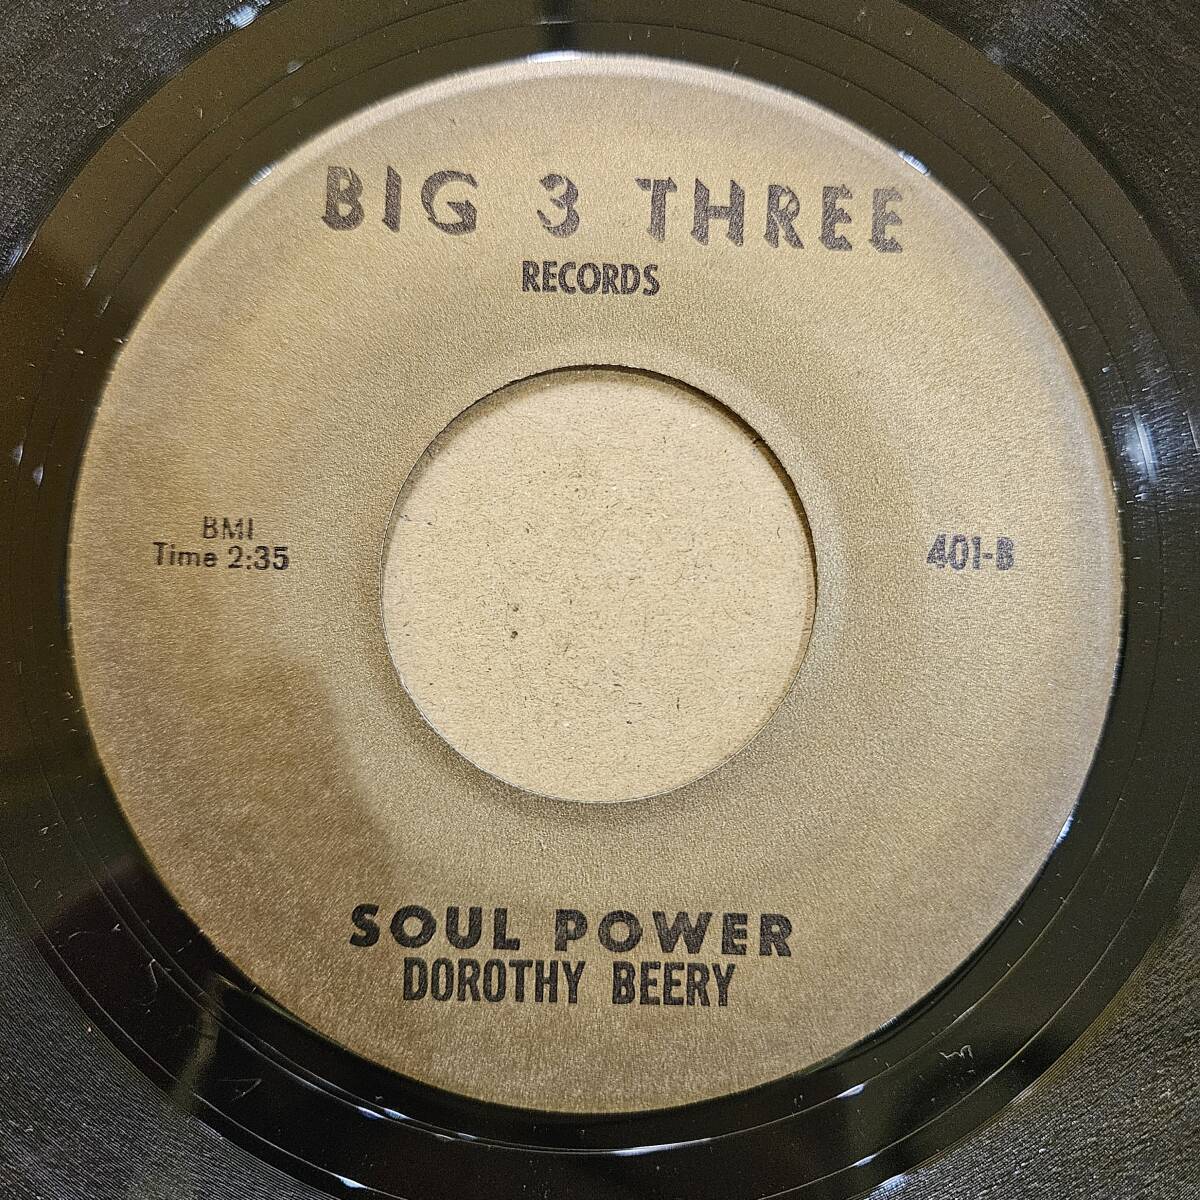 BIG 3 THREE
RECORDS
BMI
Time 2:35
401-B
SOUL POWER
DOROTHY BEERY